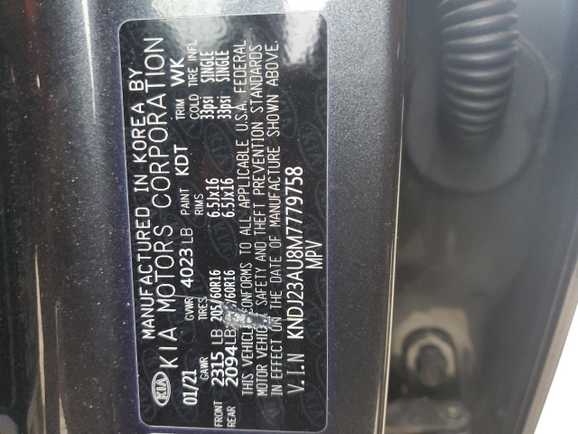 KIA
MANUFACTURED IN KOREA BY
KIA MOTORS CORPORATION
01/21 GVWR 4023 LB PAINT KDT TRIM WK
GAWR TIRES RIMS COLD TIRE INFL
FRONT 2315 LB 205/60R16 6.5Jx16 33psi SINGLE
REAR 2094 LB /60R16 6.5Jx16 33psi SINGLE
THIS VEHICLE CONFORMS TO ALL APPLICABLE U.S.A. FEDERAL
MOTOR VEHICLE SAFETY AND THEFT PREVENTION STANDARDS
IN EFFECT ON THE DATE OF MANUFACTURE SHOWN ABOVE.
V.I.N KNDJ23AU8M7779758
MPV